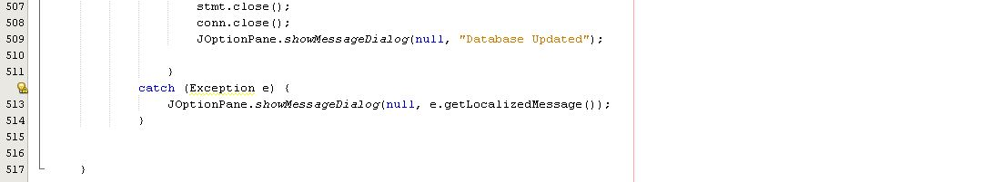 507 stmt.close();
508 conn.close();
509 JOptionPane.showMessageDialog(null, "Database Updated");
510
511 }
catch (Exception e) {
513 JOptionPane.showMessageDialog(null, e.getLocalizedMessage());
514 }
515
516
517 }